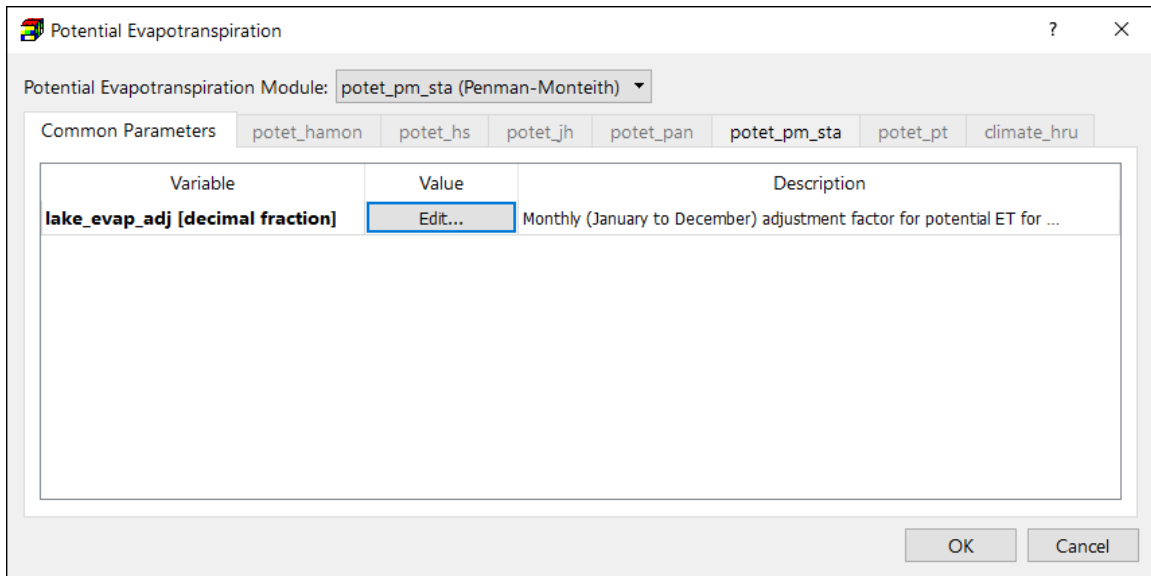 Potential Evapotranspiration ?
Potential Evapotranspiration Module: potet_pm_sta (Penman-Monteith)
Common Parameters potet_hamon potet_hs potet_jh potet_pan potet_pm_sta potet_pt climate_hru
Variable Value Description
lake_evap_adj [decimal fraction] Edit... Monthly (January to December) adjustment factor for potential ET for ...
OK Cancel